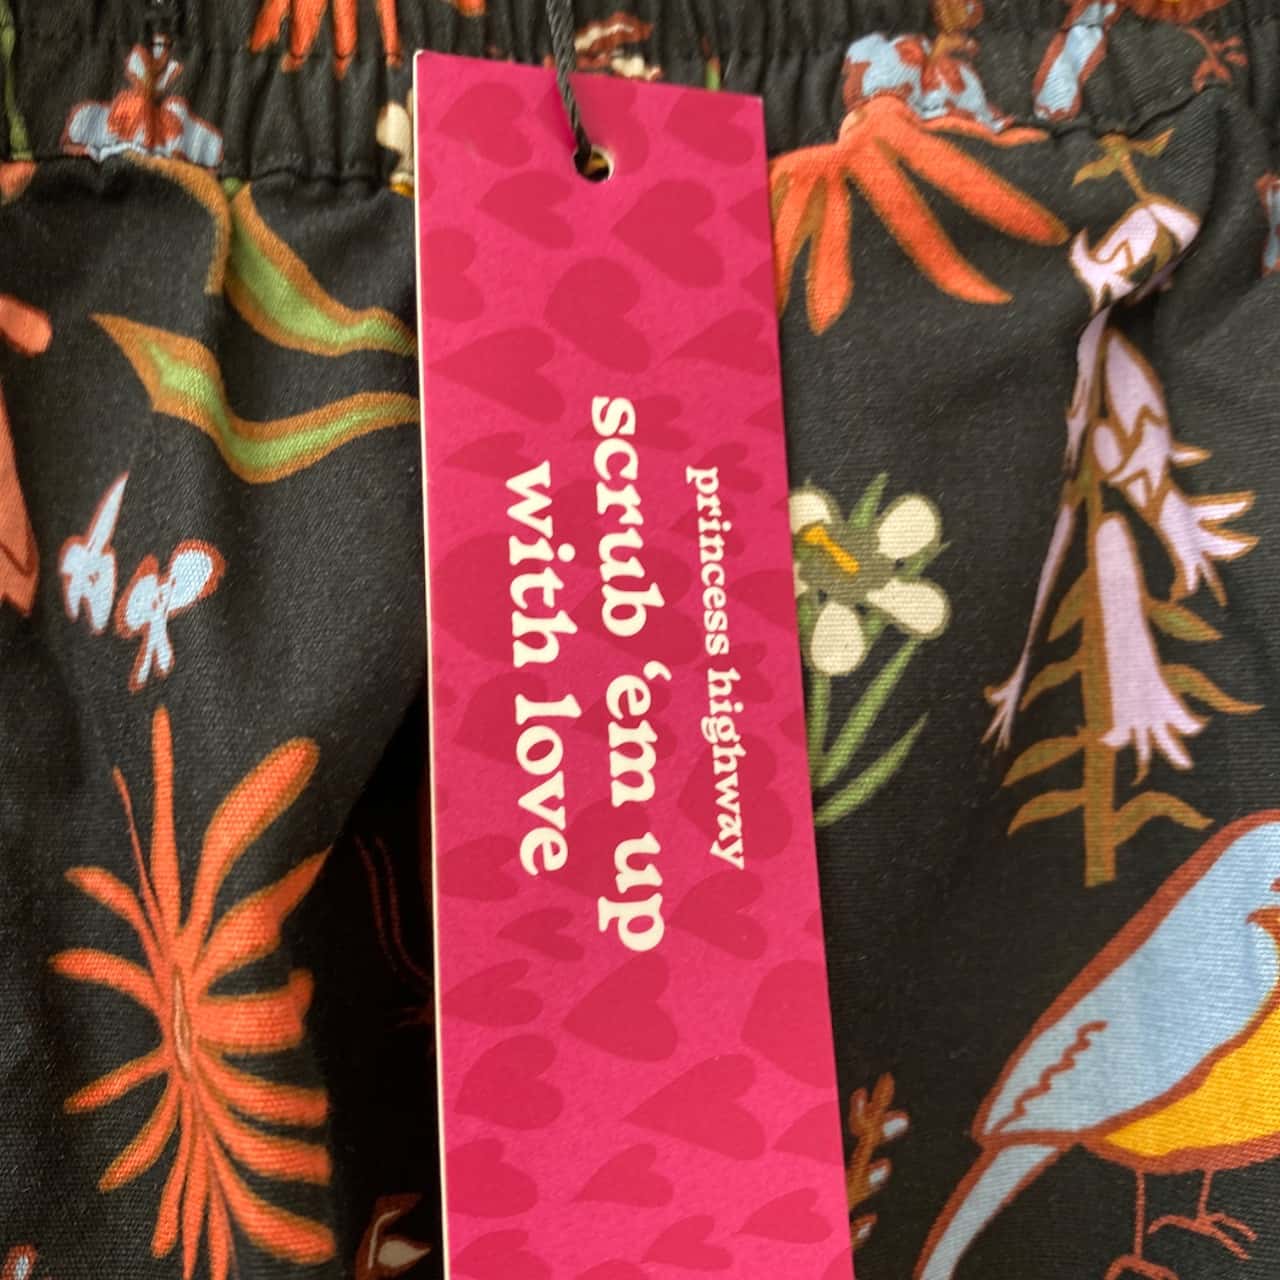 princess highway
scrub 'em up
with love